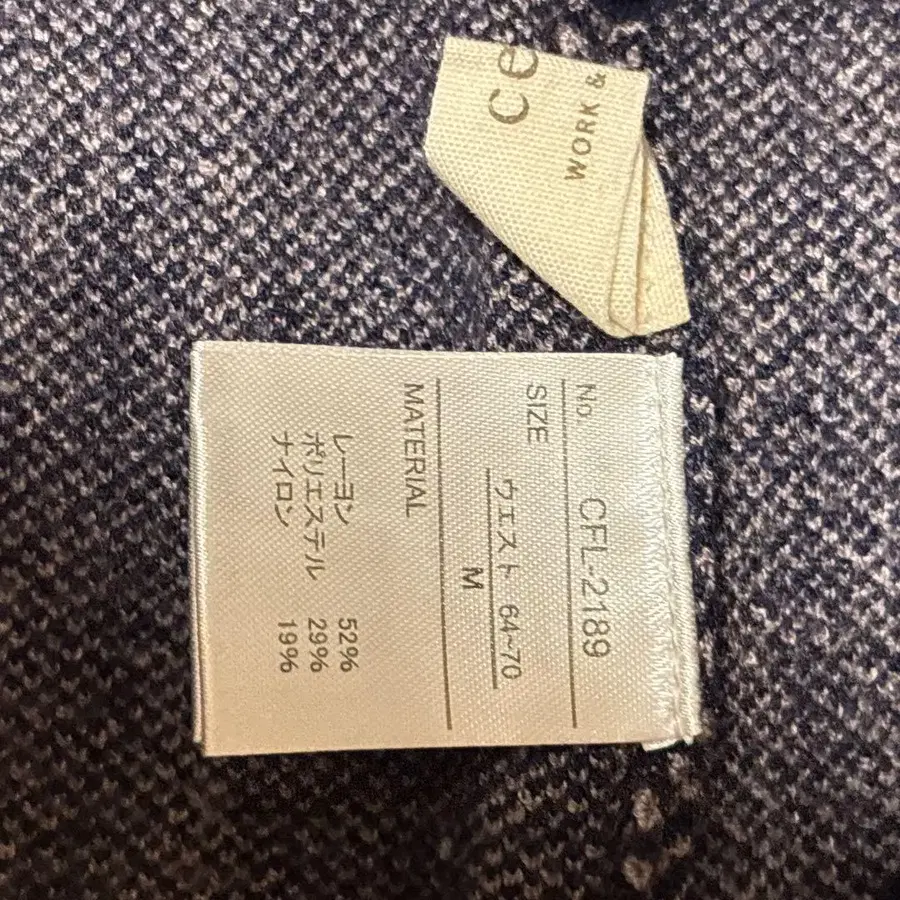 ce
WORK &
No. CFL-2189
SIZE
ウエスト 64~70
M
MATERIAL
レーヨン 52%
ポリエステル 29%
ナイロン 19%